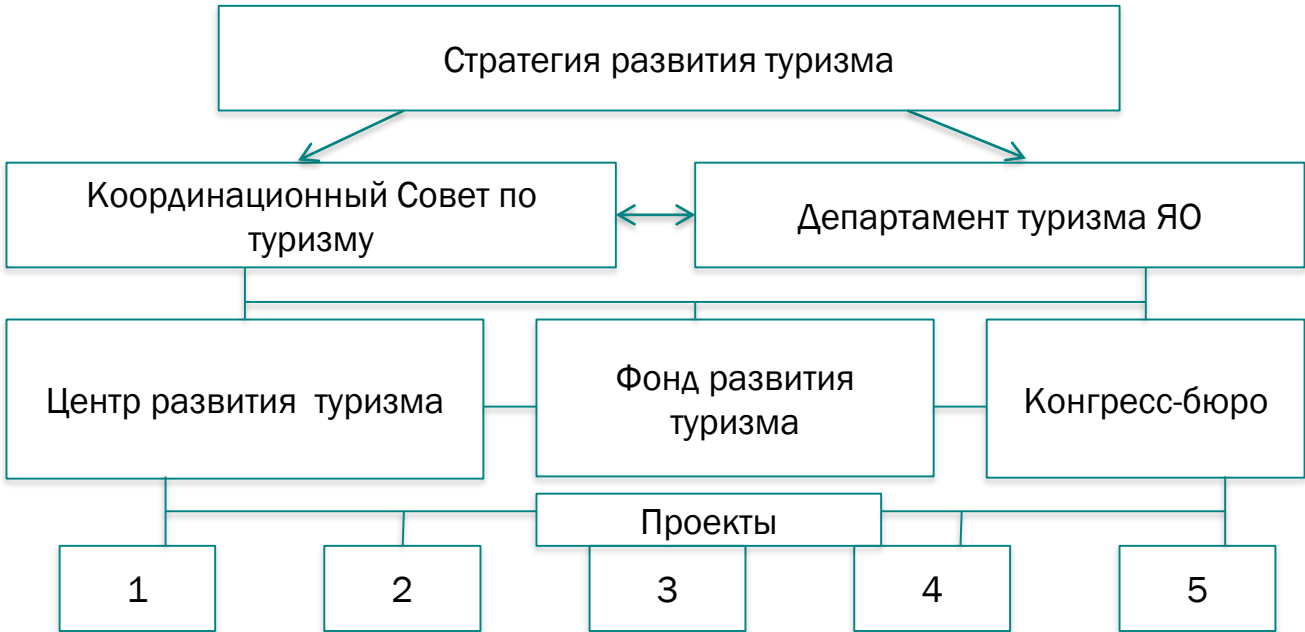 Стратегия развития туризма
Координационный Совет по
туризму
Департамент туризма ЯО
Центр развития туризма
Фонд развития
туризма
Конгресс-бюро
Проекты
1
2
3
4
5